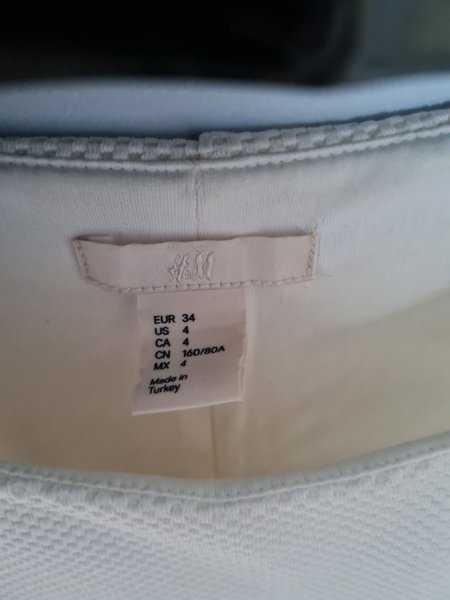 H&M
EUR 34
US 4
CA 4
CN 160/80A
MX 4
Made in
Turkey